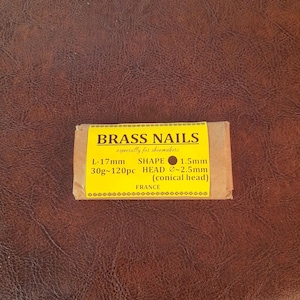 BRASS NAILS
especially for shoemakers
L-17mm SHAPE ● 1.5mm
30g~120pc HEAD ∅~2.5mm
(conical head)
FRANCE